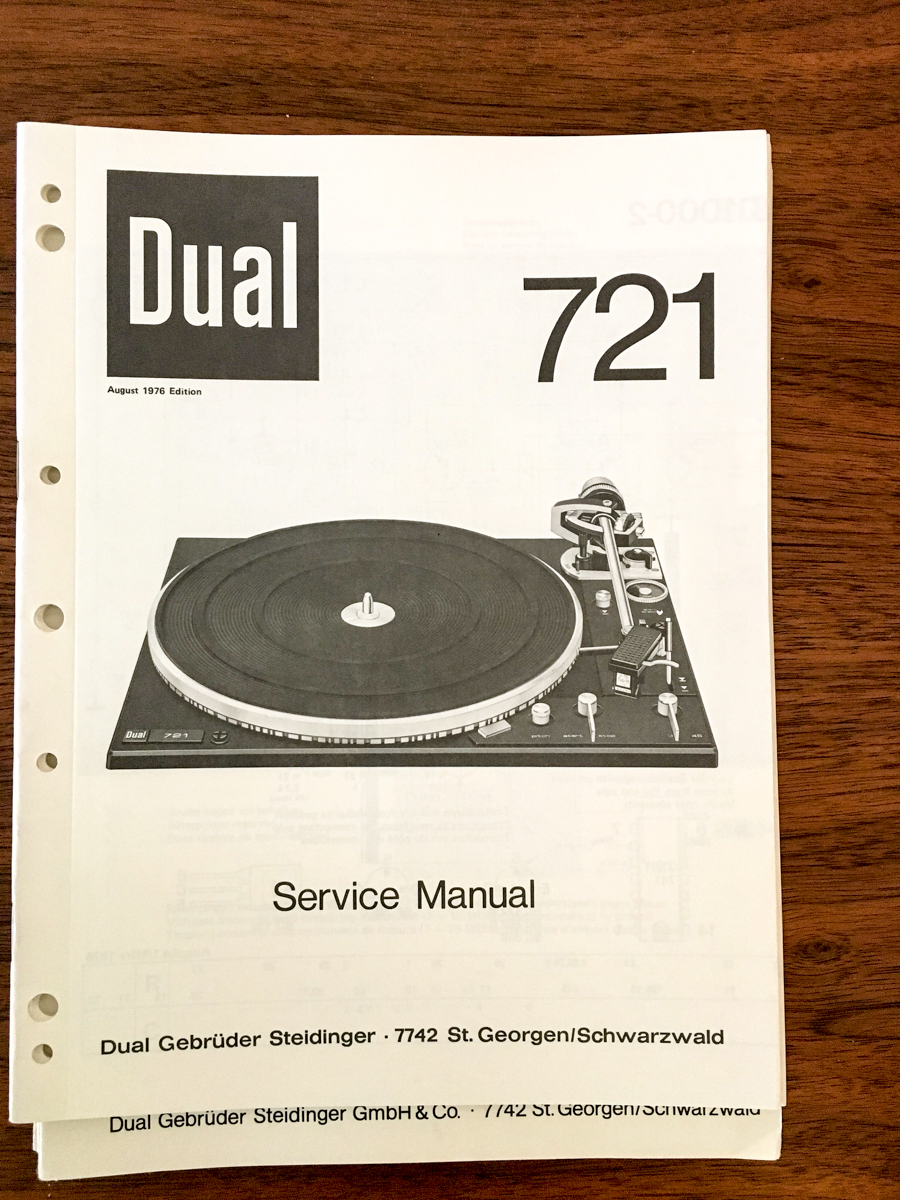 Dual
August 1976 Edition
721
Dual 721
Service Manual
Dual Gebrüder Steidinger · 7742 St. Georgen/Schwarzwald
Dual Gebrüder Steidinger GmbH & Co. · 7742 St. Georgen/Schwarzwald